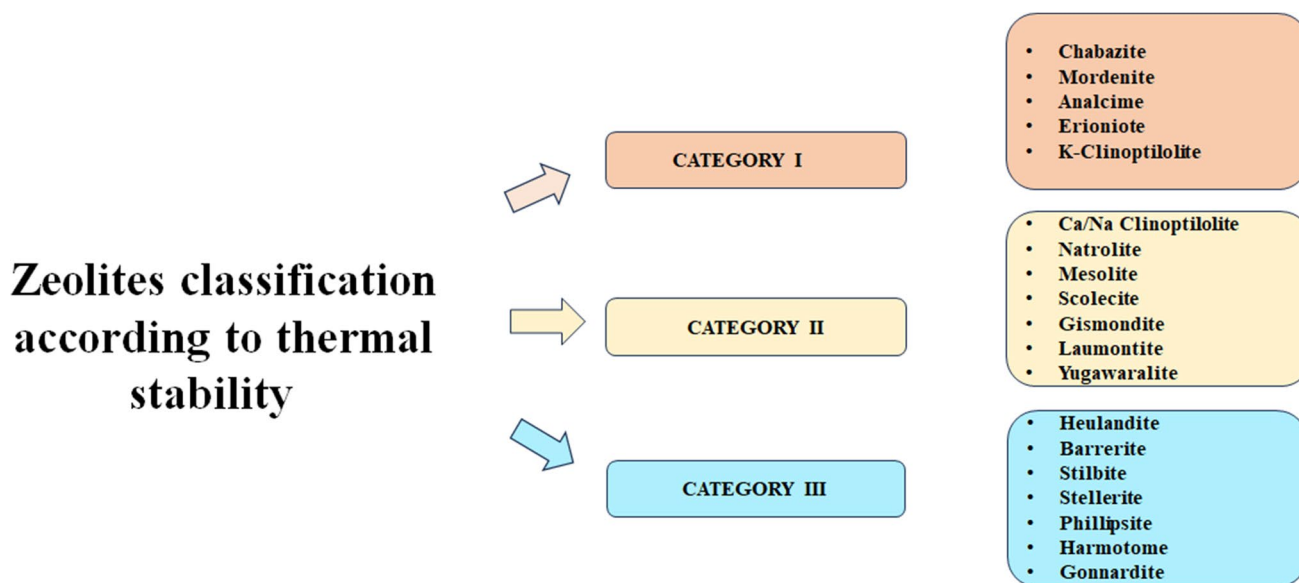 Zeolites classification
according to thermal
stability
CATEGORY I
• Chabazite
• Mordenite
• Analcime
• Erioniote
• K-Clinoptilolite
CATEGORY II
• Ca/Na Clinoptilolite
• Natrolite
• Mesolite
• Scolecite
• Gismondite
• Laumontite
• Yugawaralite
CATEGORY III
• Heulandite
• Barrerite
• Stilbite
• Stellerite
• Phillipsite
• Harmotome
• Gonnardite